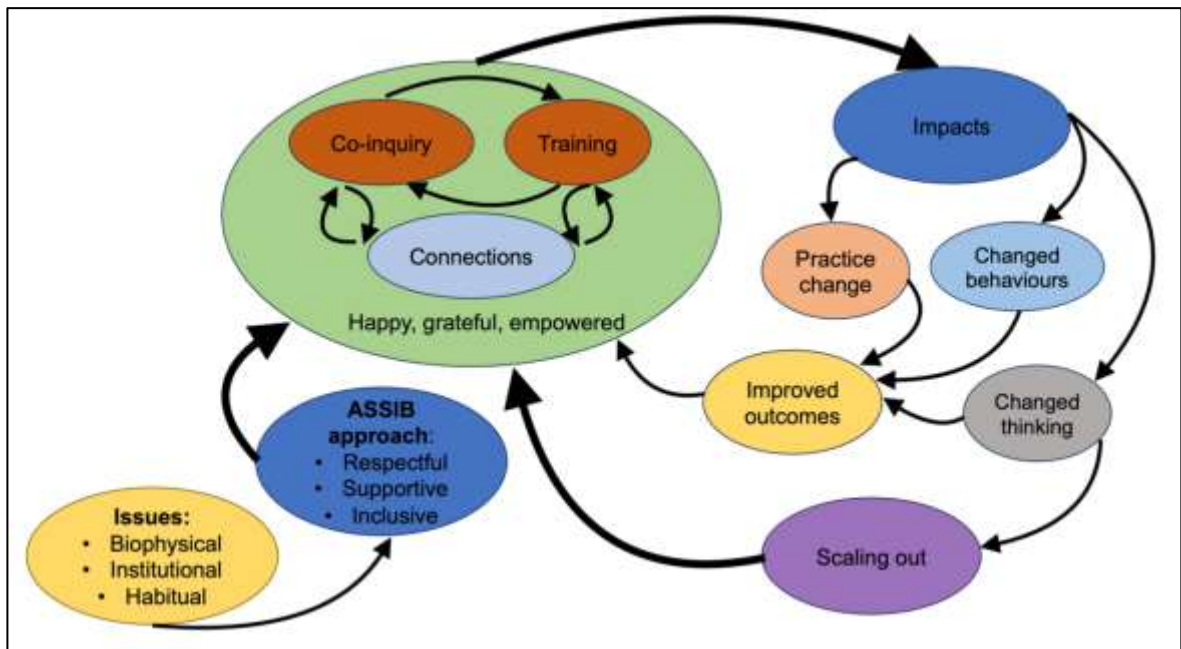 Co-inquiry
Training
Impacts
Connections
Happy, grateful, empowered
Practice
change
Changed
behaviours
Improved
outcomes
Changed
thinking
ASSIB
approach:
• Respectful
• Supportive
• Inclusive
Issues:
• Biophysical
• Institutional
• Habitual
Scaling out